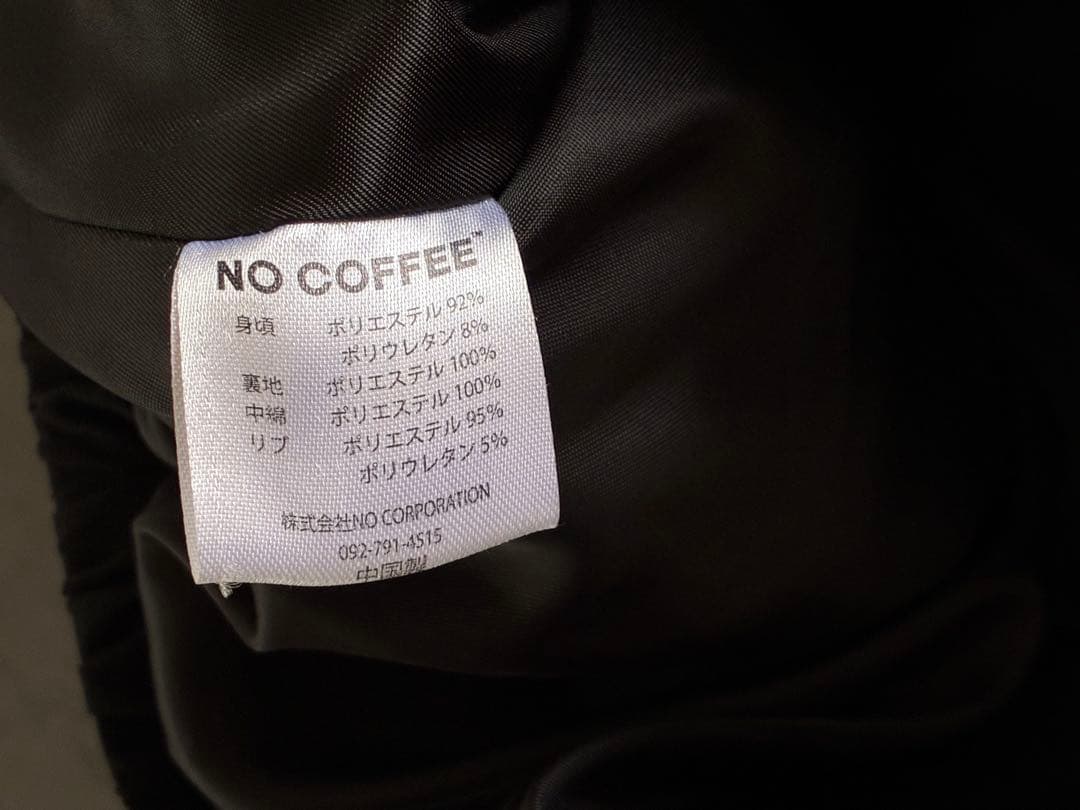 NO COFFEE™
身頃 ポリエステル 92%
ポリウレタン 8%
裏地 ポリエステル 100%
中綿 ポリエステル 100%
リブ ポリエステル 95%
ポリウレタン 5%
株式会社NO CORPORATION
092-791-4515
中国製